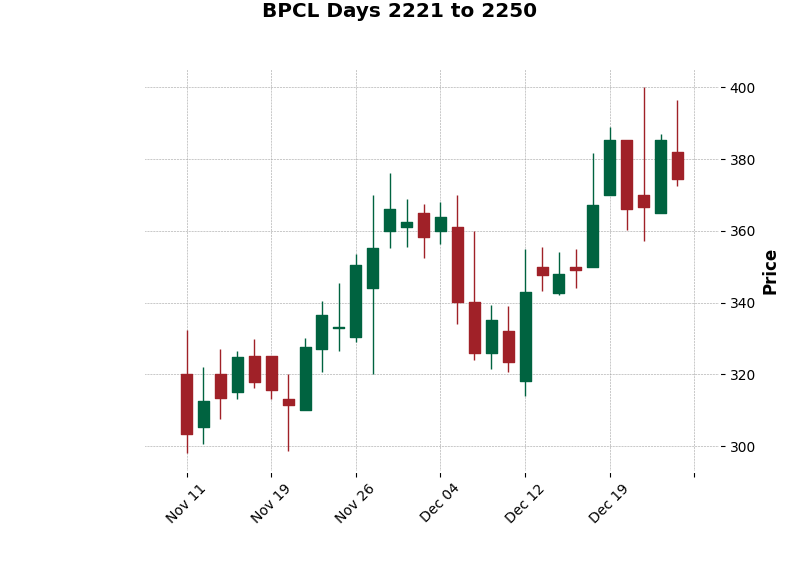 BPCL Days 2221 to 2250
400
380
360
340
320
300
Price
Nov 11
Nov 19
Nov 26
Dec 04
Dec 12
Dec 19